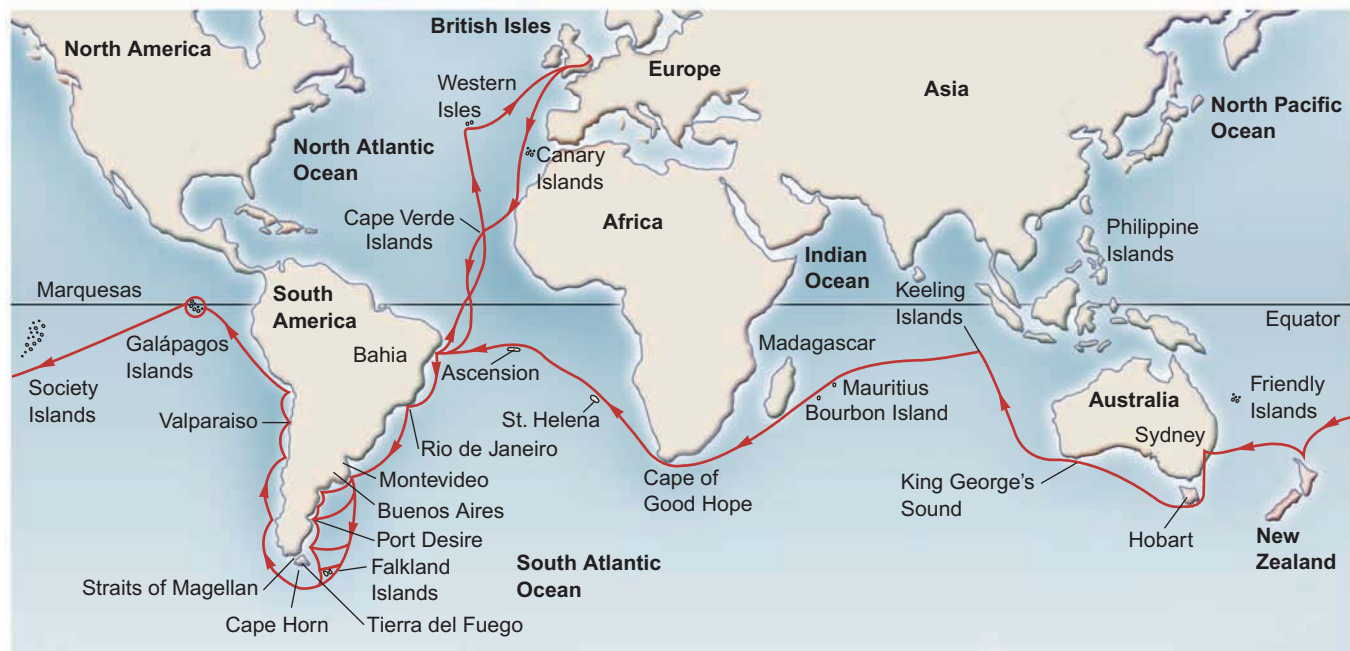 British Isles
North America
Western
Isles
Europe
Asia
North Pacific
Ocean
North Atlantic
Ocean
Canary
Islands
Cape Verde
Islands
Africa
Philippine
Islands
Indian
Ocean
Marquesas
South
America
Keeling
Islands
Equator
Galápagos
Islands
Bahia
Ascension
Madagascar
Society
Islands
Mauritius
Bourbon Island
Friendly
Islands
Australia
Valparaiso
St. Helena
Sydney
Rio de Janeiro
Montevideo
Cape of
Good Hope
King George's
Sound
Buenos Aires
Port Desire
Hobart
New
Zealand
Falkland
Islands
South Atlantic
Ocean
Straits of Magellan
Cape Horn
Tierra del Fuego